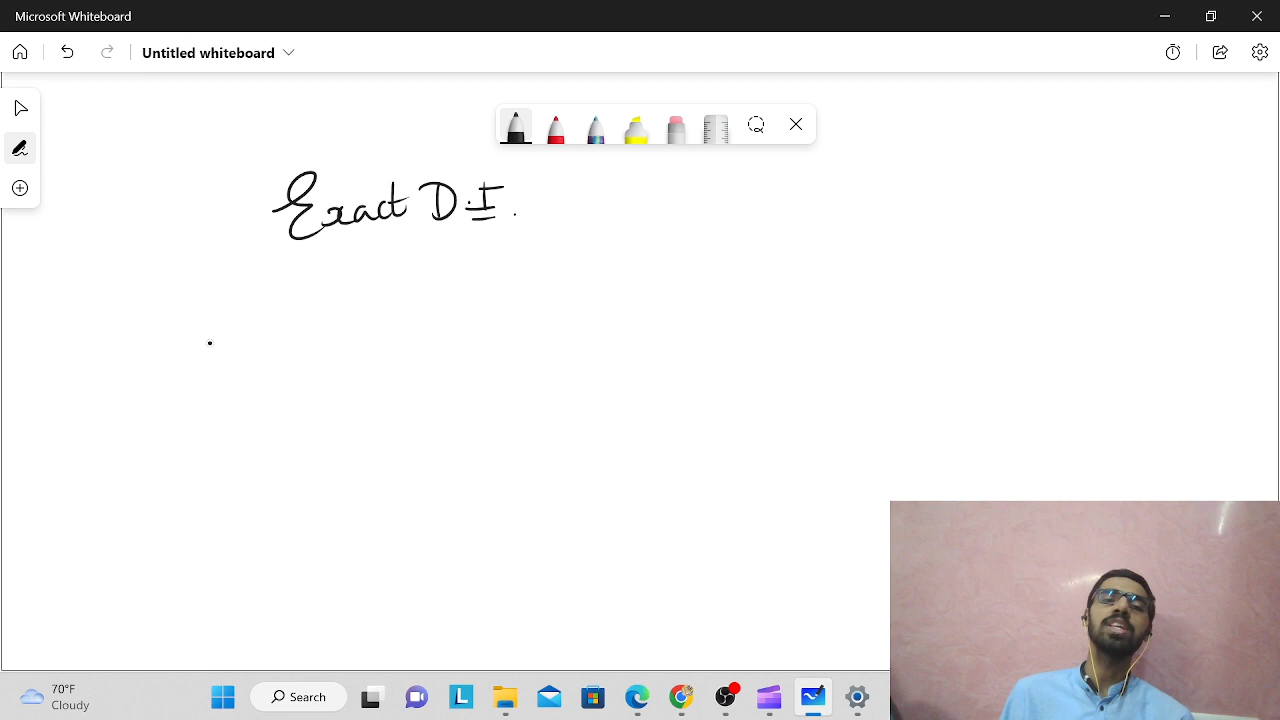 Microsoft Whiteboard
Untitled whiteboard
Exact D.E.
70°F
Cloudy
Search